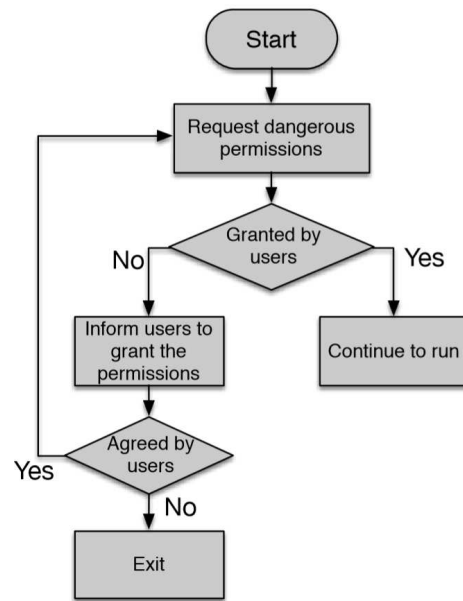 Start
Request dangerous
permissions
Granted by
users
No
Yes
Inform users to
grant the
permissions
Continue to run
Agreed by
users
Yes
No
Exit